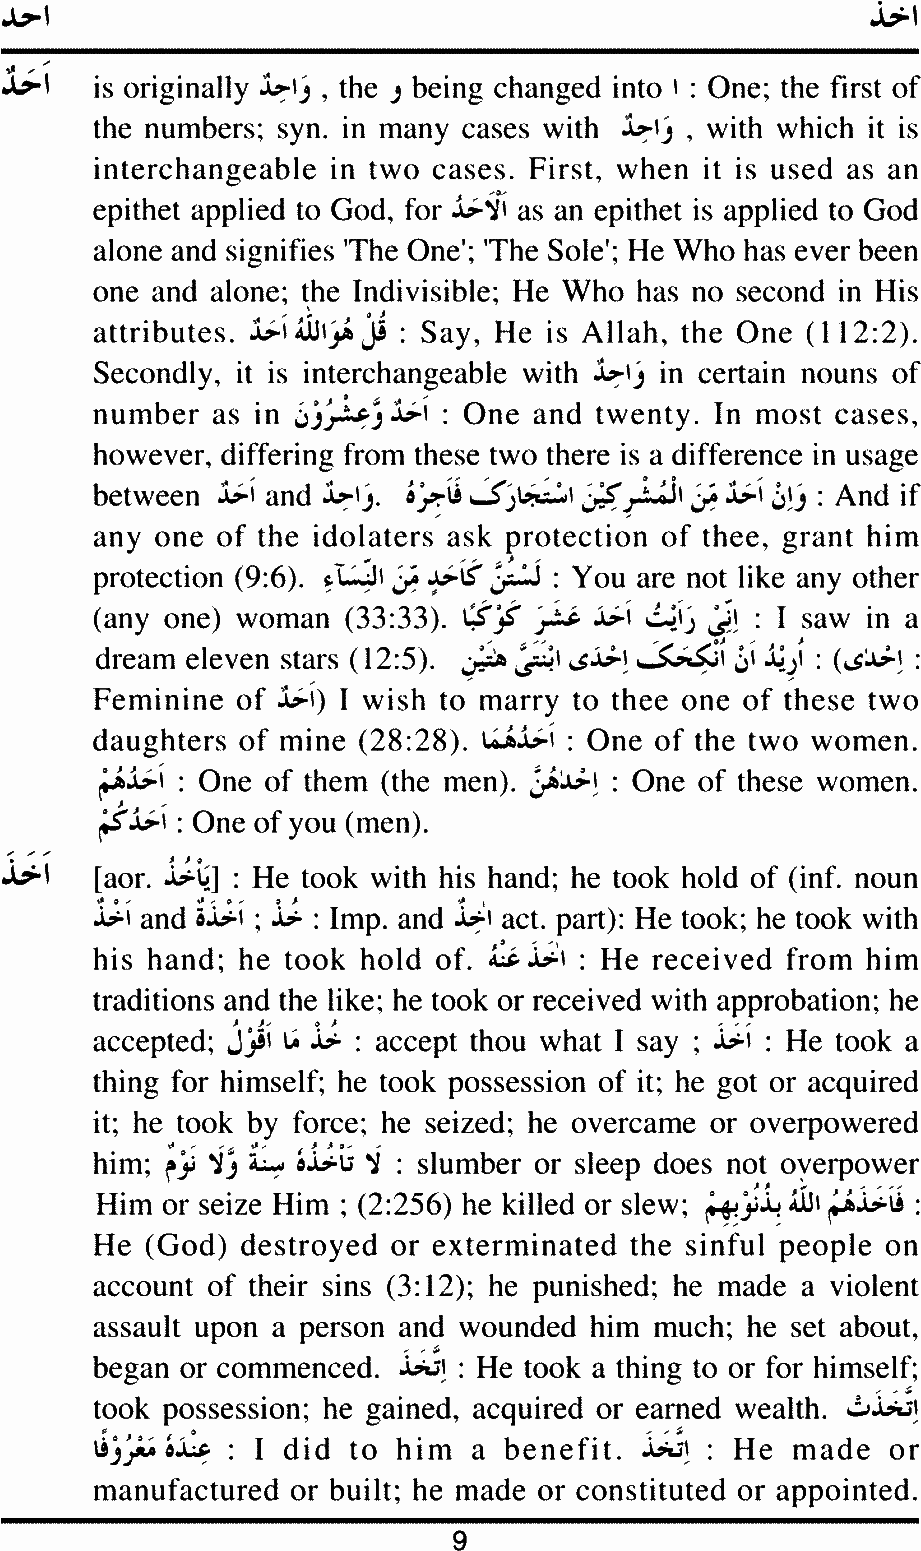 احد اخذ
اَحَدٌ is originally وَاحِدٌ , the و being changed into ا : One; the first of
the numbers; syn. in many cases with وَاحِدٌ , with which it is
interchangeable in two cases. First, when it is used as an
epithet applied to God, for اَلْاَحَدُ as an epithet is applied to God
alone and signifies 'The One'; 'The Sole'; He Who has ever been
one and alone; the Indivisible; He Who has no second in His
attributes. قُلْ هُوَ اللّٰهُ اَحَدٌ : Say, He is Allah, the One (112:2).
Secondly, it is interchangeable with وَاحِدٌ in certain nouns of
number as in اَحَدٌ وَّعِشْرُوْنَ : One and twenty. In most cases,
however, differing from these two there is a difference in usage
between اَحَدٌ and وَاحِدٌ. وَاِنْ اَحَدٌ مِّنَ الْمُشْرِكِيْنَ اسْتَجَارَكَ فَاَجِرْهُ : And if
any one of the idolaters ask protection of thee, grant him
protection (9:6). لَسْتُنَّ كَاَحَدٍ مِّنَ النِّسَآءِ : You are not like any other
(any one) woman (33:33). اِنِّیْ رَاَيْتُ اَحَدَ عَشَرَ كَوْكَبًا : I saw in a
dream eleven stars (12:5). اُرِيْدُ اَنْ اُنْكِحَكَ اِحْدَى ابْنَتَیَّ هٰتَيْنِ : (اِحْدٰى :
Feminine of اَحَدٌ) I wish to marry to thee one of these two
daughters of mine (28:28). اَحَدُهُمَا : One of the two women.
اَحَدُهُمْ : One of them (the men). اِحْدٰهُنَّ : One of these women.
اَحَدُكُمْ : One of you (men).
اَخَذَ [aor. يَاْخُذُ] : He took with his hand; he took hold of (inf. noun
اَخْذٌ and اَخْذَةٌ ; خُذْ : Imp. and اٰخِذٌ act. part): He took; he took with
his hand; he took hold of. اَخَذَ عَنْهُ : He received from him
traditions and the like; he took or received with approbation; he
accepted; خُذْ مَا اَقُوْلُ : accept thou what I say ; اَخَذَ : He took a
thing for himself; he took possession of it; he got or acquired
it; he took by force; he seized; he overcame or overpowered
him; لَا تَاْخُذُهٗ سِنَةٌ وَّلَا نَوْمٌ : slumber or sleep does not overpower
Him or seize Him ; (2:256) he killed or slew; فَاَخَذَهُمُ اللّٰهُ بِذُنُوْبِهِمْ :
He (God) destroyed or exterminated the sinful people on
account of their sins (3:12); he punished; he made a violent
assault upon a person and wounded him much; he set about,
began or commenced. اِتَّخَذَ : He took a thing to or for himself;
took possession; he gained, acquired or earned wealth. اِتَّخَذْتُ
عِنْدَهٗ مَعْرُوْفًا : I did to him a benefit. اِتَّخَذَ : He made or
manufactured or built; he made or constituted or appointed.
9